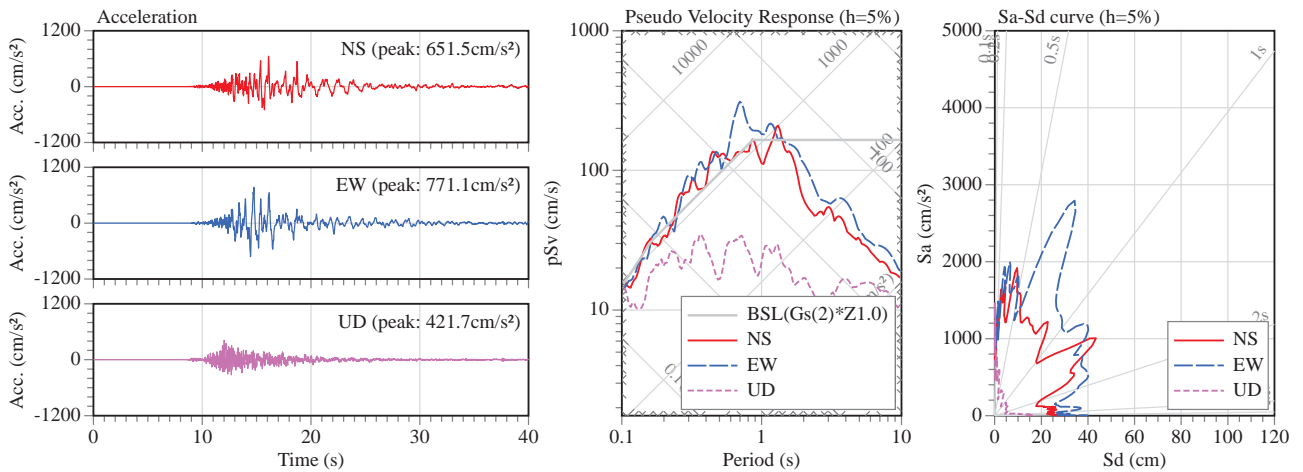 Acceleration
1200
0
-1200
Acc. (cm/s²)
NS (peak: 651.5cm/s²)
1200
0
-1200
Acc. (cm/s²)
EW (peak: 771.1cm/s²)
1200
0
-1200
Acc. (cm/s²)
UD (peak: 421.7cm/s²)
0 10 20 30 40
Time (s)
Pseudo Velocity Response (h=5%)
1000
100
10
pSv (cm/s)
10000
1000
100
100
BSL(Gs(2)*Z1.0)
NS
EW
UD
0.1 1 10
Period (s)
Sa-Sd curve (h=5%)
5000
4000
3000
2000
1000
0
Sa (cm/s²)
0.1s
0.5s
1s
2s
NS
EW
UD
0 20 40 60 80 100 120
Sd (cm)